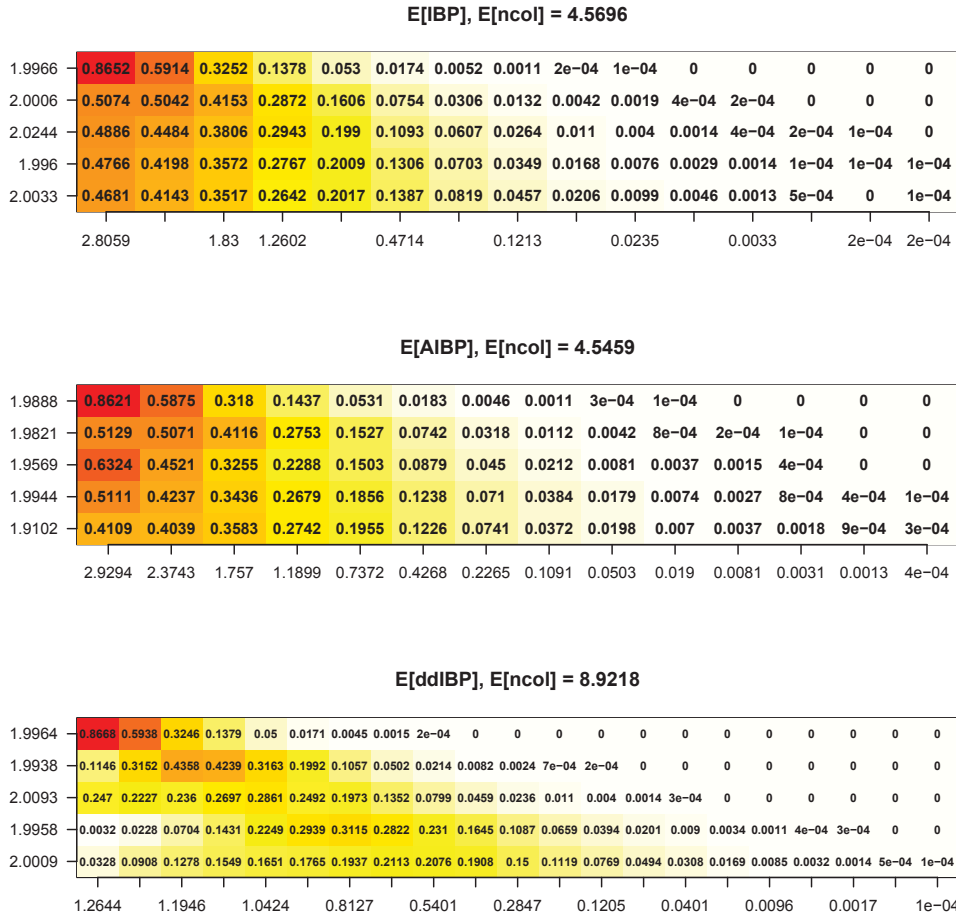 E[IBP], E[ncol] = 4.5696
1.9966 0.8652 0.5914 0.3252 0.1378 0.053 0.0174 0.0052 0.0011 2e−04 1e−04 0 0 0 0 0
2.0006 0.5074 0.5042 0.4153 0.2872 0.1606 0.0754 0.0306 0.0132 0.0042 0.0019 4e−04 2e−04 0 0 0
2.0244 0.4886 0.4484 0.3806 0.2943 0.199 0.1093 0.0607 0.0264 0.011 0.004 0.0014 4e−04 2e−04 1e−04 0
1.996 0.4766 0.4198 0.3572 0.2767 0.2009 0.1306 0.0703 0.0349 0.0168 0.0076 0.0029 0.0014 1e−04 1e−04 1e−04
2.0033 0.4681 0.4143 0.3517 0.2642 0.2017 0.1387 0.0819 0.0457 0.0206 0.0099 0.0046 0.0013 5e−04 0 1e−04
2.8059 1.83 1.2602 0.4714 0.1213 0.0235 0.0033 2e−04 2e−04
E[AIBP], E[ncol] = 4.5459
1.9888 0.8621 0.5875 0.318 0.1437 0.0531 0.0183 0.0046 0.0011 3e−04 1e−04 0 0 0 0
1.9821 0.5129 0.5071 0.4116 0.2753 0.1527 0.0742 0.0318 0.0112 0.0042 8e−04 2e−04 1e−04 0 0
1.9569 0.6324 0.4521 0.3255 0.2288 0.1503 0.0879 0.045 0.0212 0.0081 0.0037 0.0015 4e−04 0 0
1.9944 0.5111 0.4237 0.3436 0.2679 0.1856 0.1238 0.071 0.0384 0.0179 0.0074 0.0027 8e−04 4e−04 1e−04
1.9102 0.4109 0.4039 0.3583 0.2742 0.1955 0.1226 0.0741 0.0372 0.0198 0.007 0.0037 0.0018 9e−04 3e−04
2.9294 2.3743 1.757 1.1899 0.7372 0.4268 0.2265 0.1091 0.0503 0.019 0.0081 0.0031 0.0013 4e−04
E[ddIBP], E[ncol] = 8.9218
1.9964 0.8668 0.5938 0.3246 0.1379 0.05 0.0171 0.0045 0.0015 2e−04 0 0 0 0 0 0 0 0 0 0 0 0
1.9938 0.1146 0.3152 0.4358 0.4239 0.3163 0.1992 0.1057 0.0502 0.0214 0.0082 0.0024 7e−04 2e−04 0 0 0 0 0 0 0 0
2.0093 0.247 0.2227 0.236 0.2697 0.2861 0.2492 0.1973 0.1352 0.0799 0.0459 0.0236 0.011 0.004 0.0014 3e−04 0 0 0 0 0 0
1.9958 0.0032 0.0228 0.0704 0.1431 0.2249 0.2939 0.3115 0.2822 0.231 0.1645 0.1087 0.0659 0.0394 0.0201 0.009 0.0034 0.0011 4e−04 3e−04 0 0
2.0009 0.0328 0.0908 0.1278 0.1549 0.1651 0.1765 0.1937 0.2113 0.2076 0.1908 0.15 0.1119 0.0769 0.0494 0.0308 0.0169 0.0085 0.0032 0.0014 5e−04 1e−04
1.2644 1.1946 1.0424 0.8127 0.5401 0.2847 0.1205 0.0401 0.0096 0.0017 1e−04